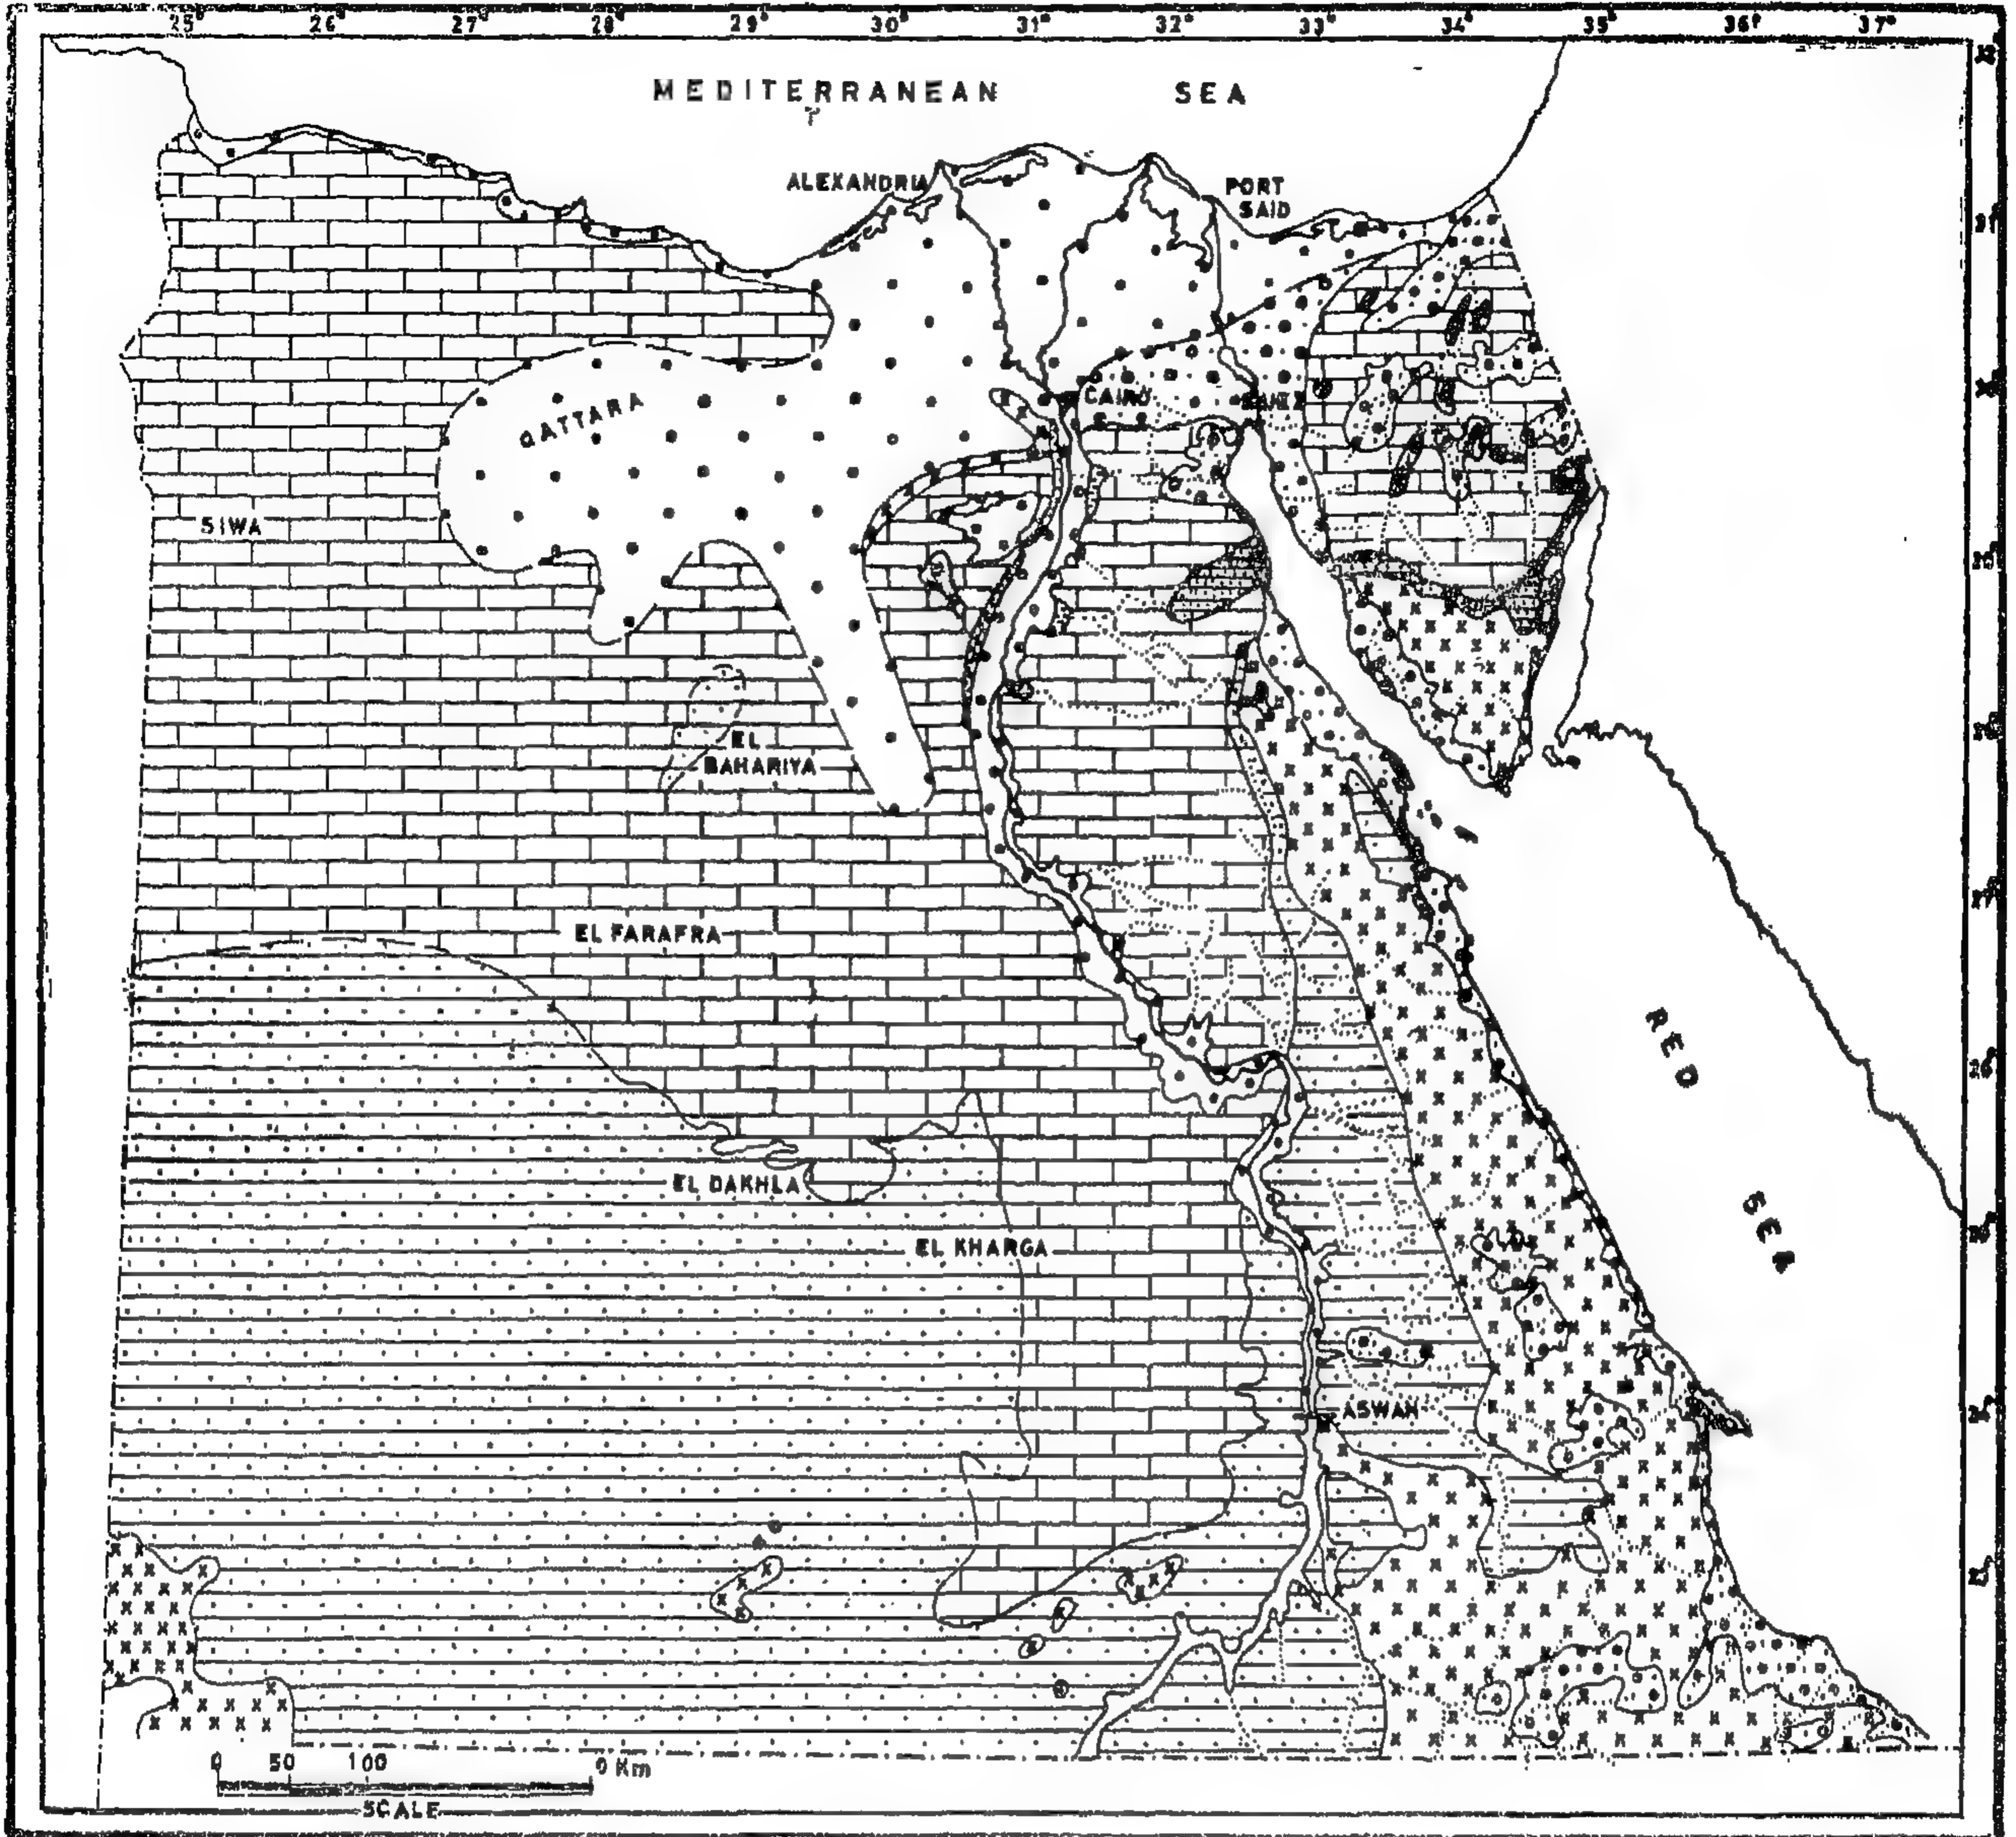 25° 26° 27° 28° 29° 30° 31° 32° 33° 34° 35° 36° 37°
MEDITERRANEAN SEA
ALEXANDRIA
PORT
SAID
CAIRO
QATTARA
SIWA
EL
BAHARIYA
EL FARAFRA
RED SEA
EL DAKHLA
EL KHARGA
ASWAN
0 50 100 0 Km
SCALE